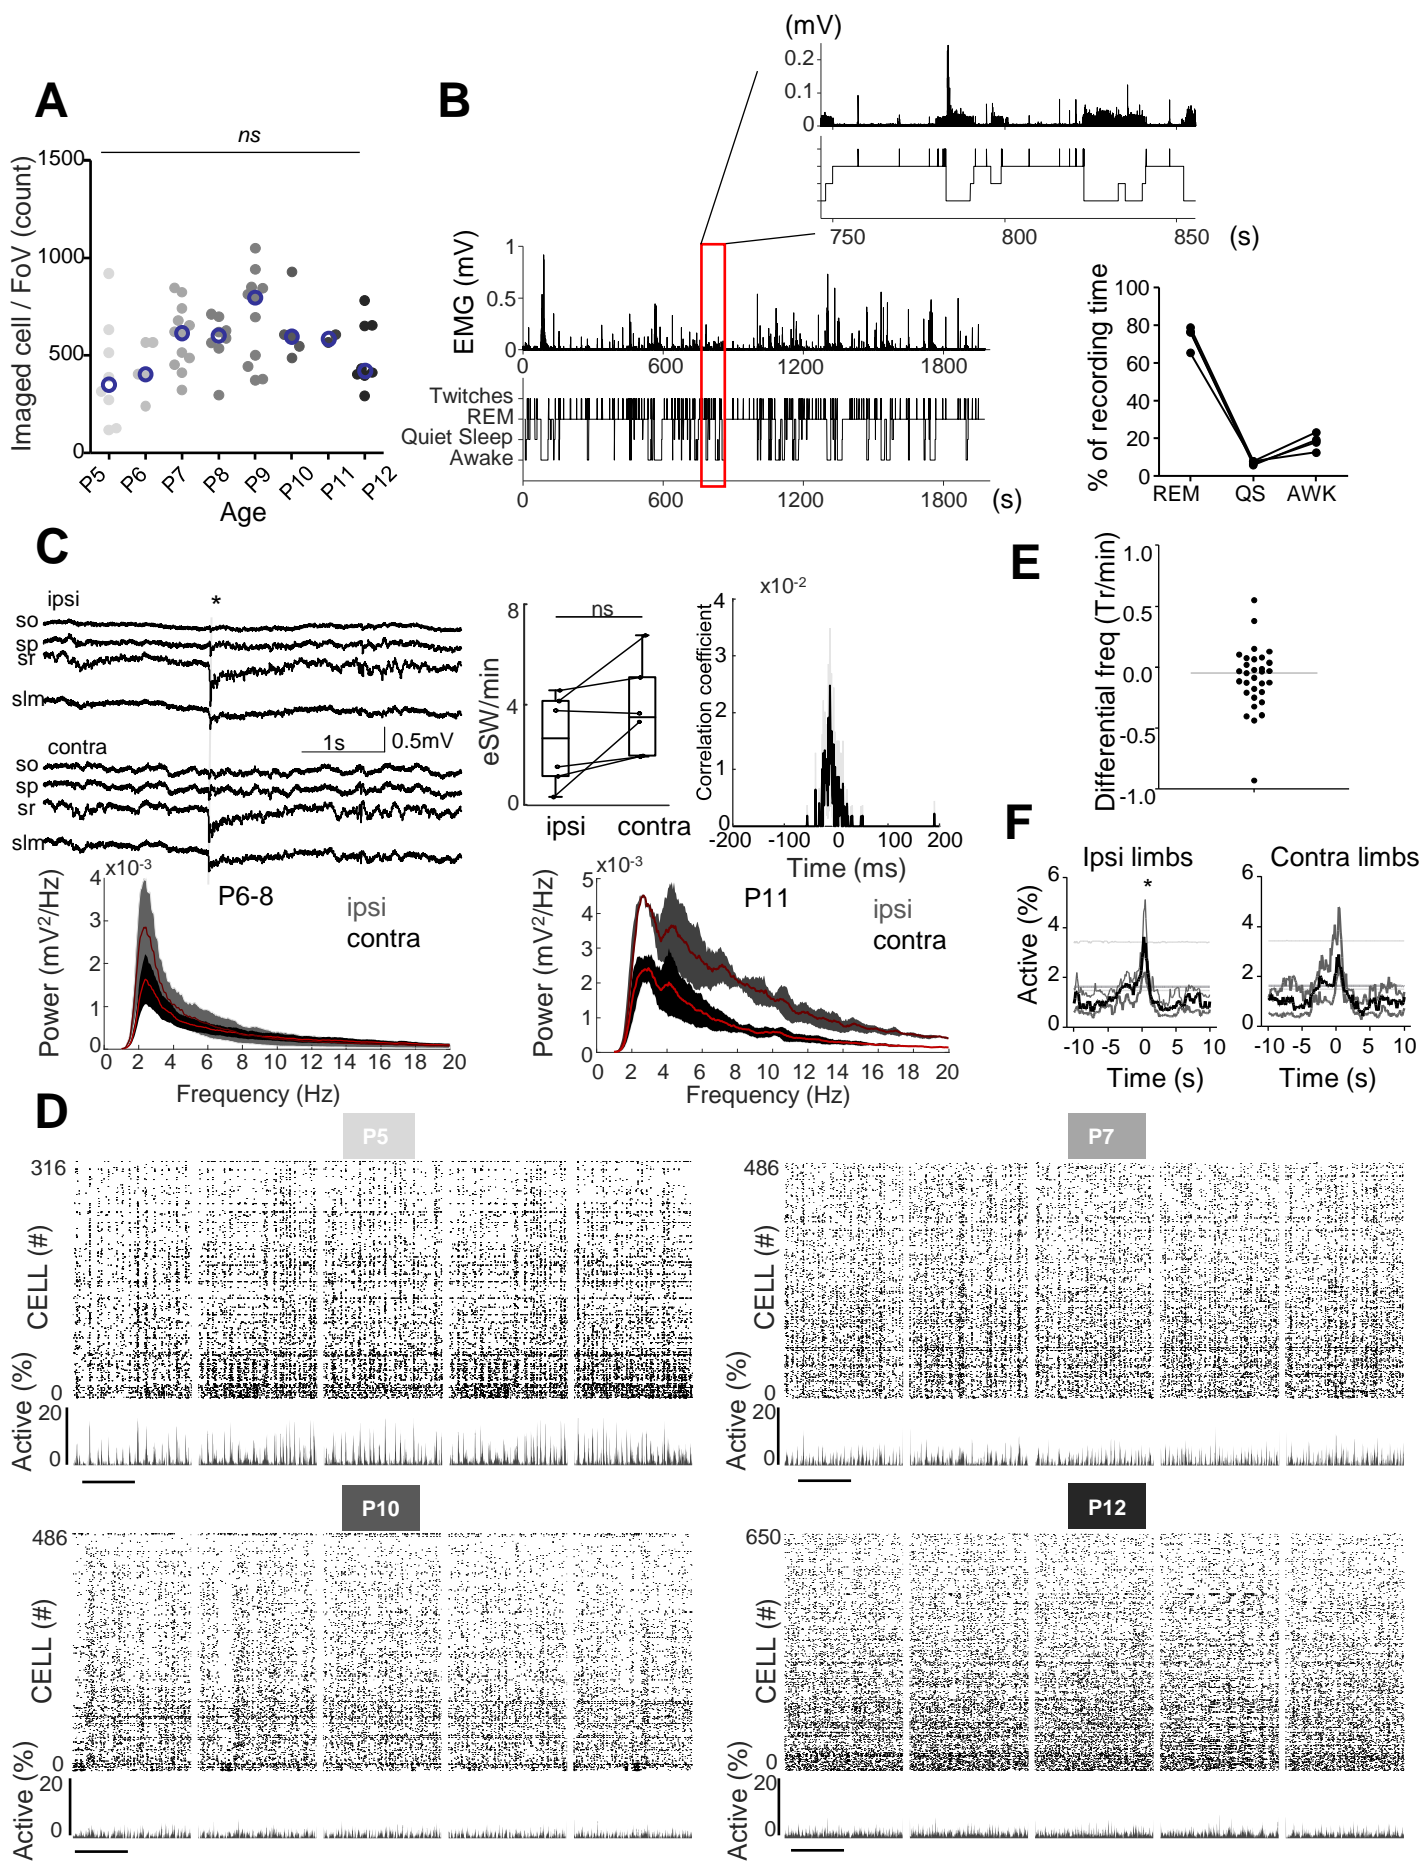 A
ns
1500
1000
500
0
Imaged cell / FoV (count)
P5 P6 P7 P8 P9 P10 P11 P12
Age
B
(mV)
0.2
0.1
0
750 800 850 (s)
EMG (mV)
1
0.5
0
0 600 1200 1800
Twitches
REM
Quiet Sleep
Awake
0 600 1200 1800 (s)
% of recording time
100
80
60
40
20
0
REM QS AWK
C
ipsi
*
so
sp
sr
slm
contra
1s
0.5mV
so
sp
sr
slm
eSW/min
8
4
0
ns
ipsi contra
x10-2
Correlation coefficient
4
3
2
1
0
-200 -100 0 100 200
Time (ms)
x10-3
P6-8
ipsi
contra
Power (mV2/Hz)
4
3
2
1
0
0 2 4 6 8 10 12 14 16 18 20
Frequency (Hz)
x10-3
P11
ipsi
contra
Power (mV2/Hz)
5
4
3
2
1
0
0 2 4 6 8 10 12 14 16 18 20
Frequency (Hz)
E
Differential freq (Tr/min)
1.0
0.5
0.0
-0.5
-1.0
F
Ipsi limbs
*
Active (%)
6
4
2
0
-10 -5 0 5 10
Time (s)
Contra limbs
6
4
2
0
-10 -5 0 5 10
Time (s)
D
P5
316
CELL (#)
0
Active (%)
20
0
P7
486
CELL (#)
0
Active (%)
20
0
P10
486
CELL (#)
0
Active (%)
20
0
P12
650
CELL (#)
0
Active (%)
20
0